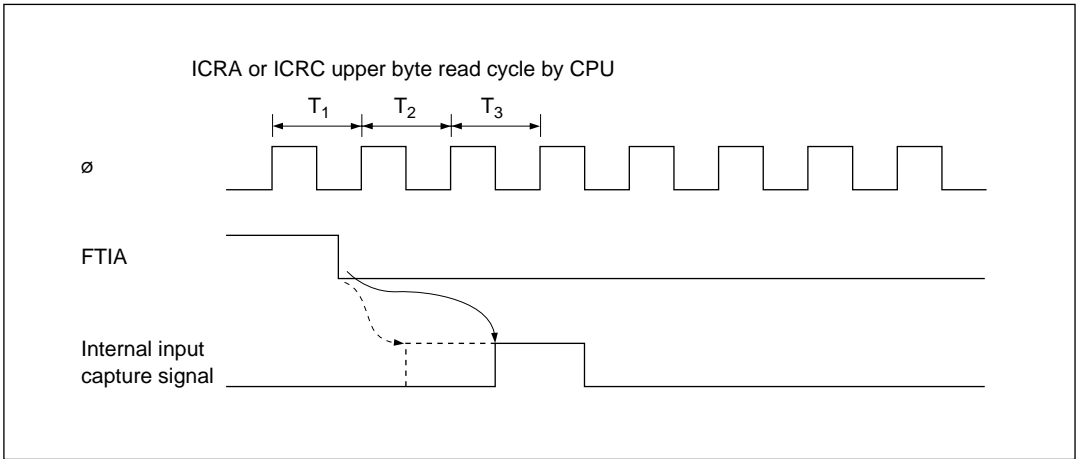 ICRA or ICRC upper byte read cycle by CPU
T₁ T₂ T₃
ø
FTIA
Internal input
capture signal